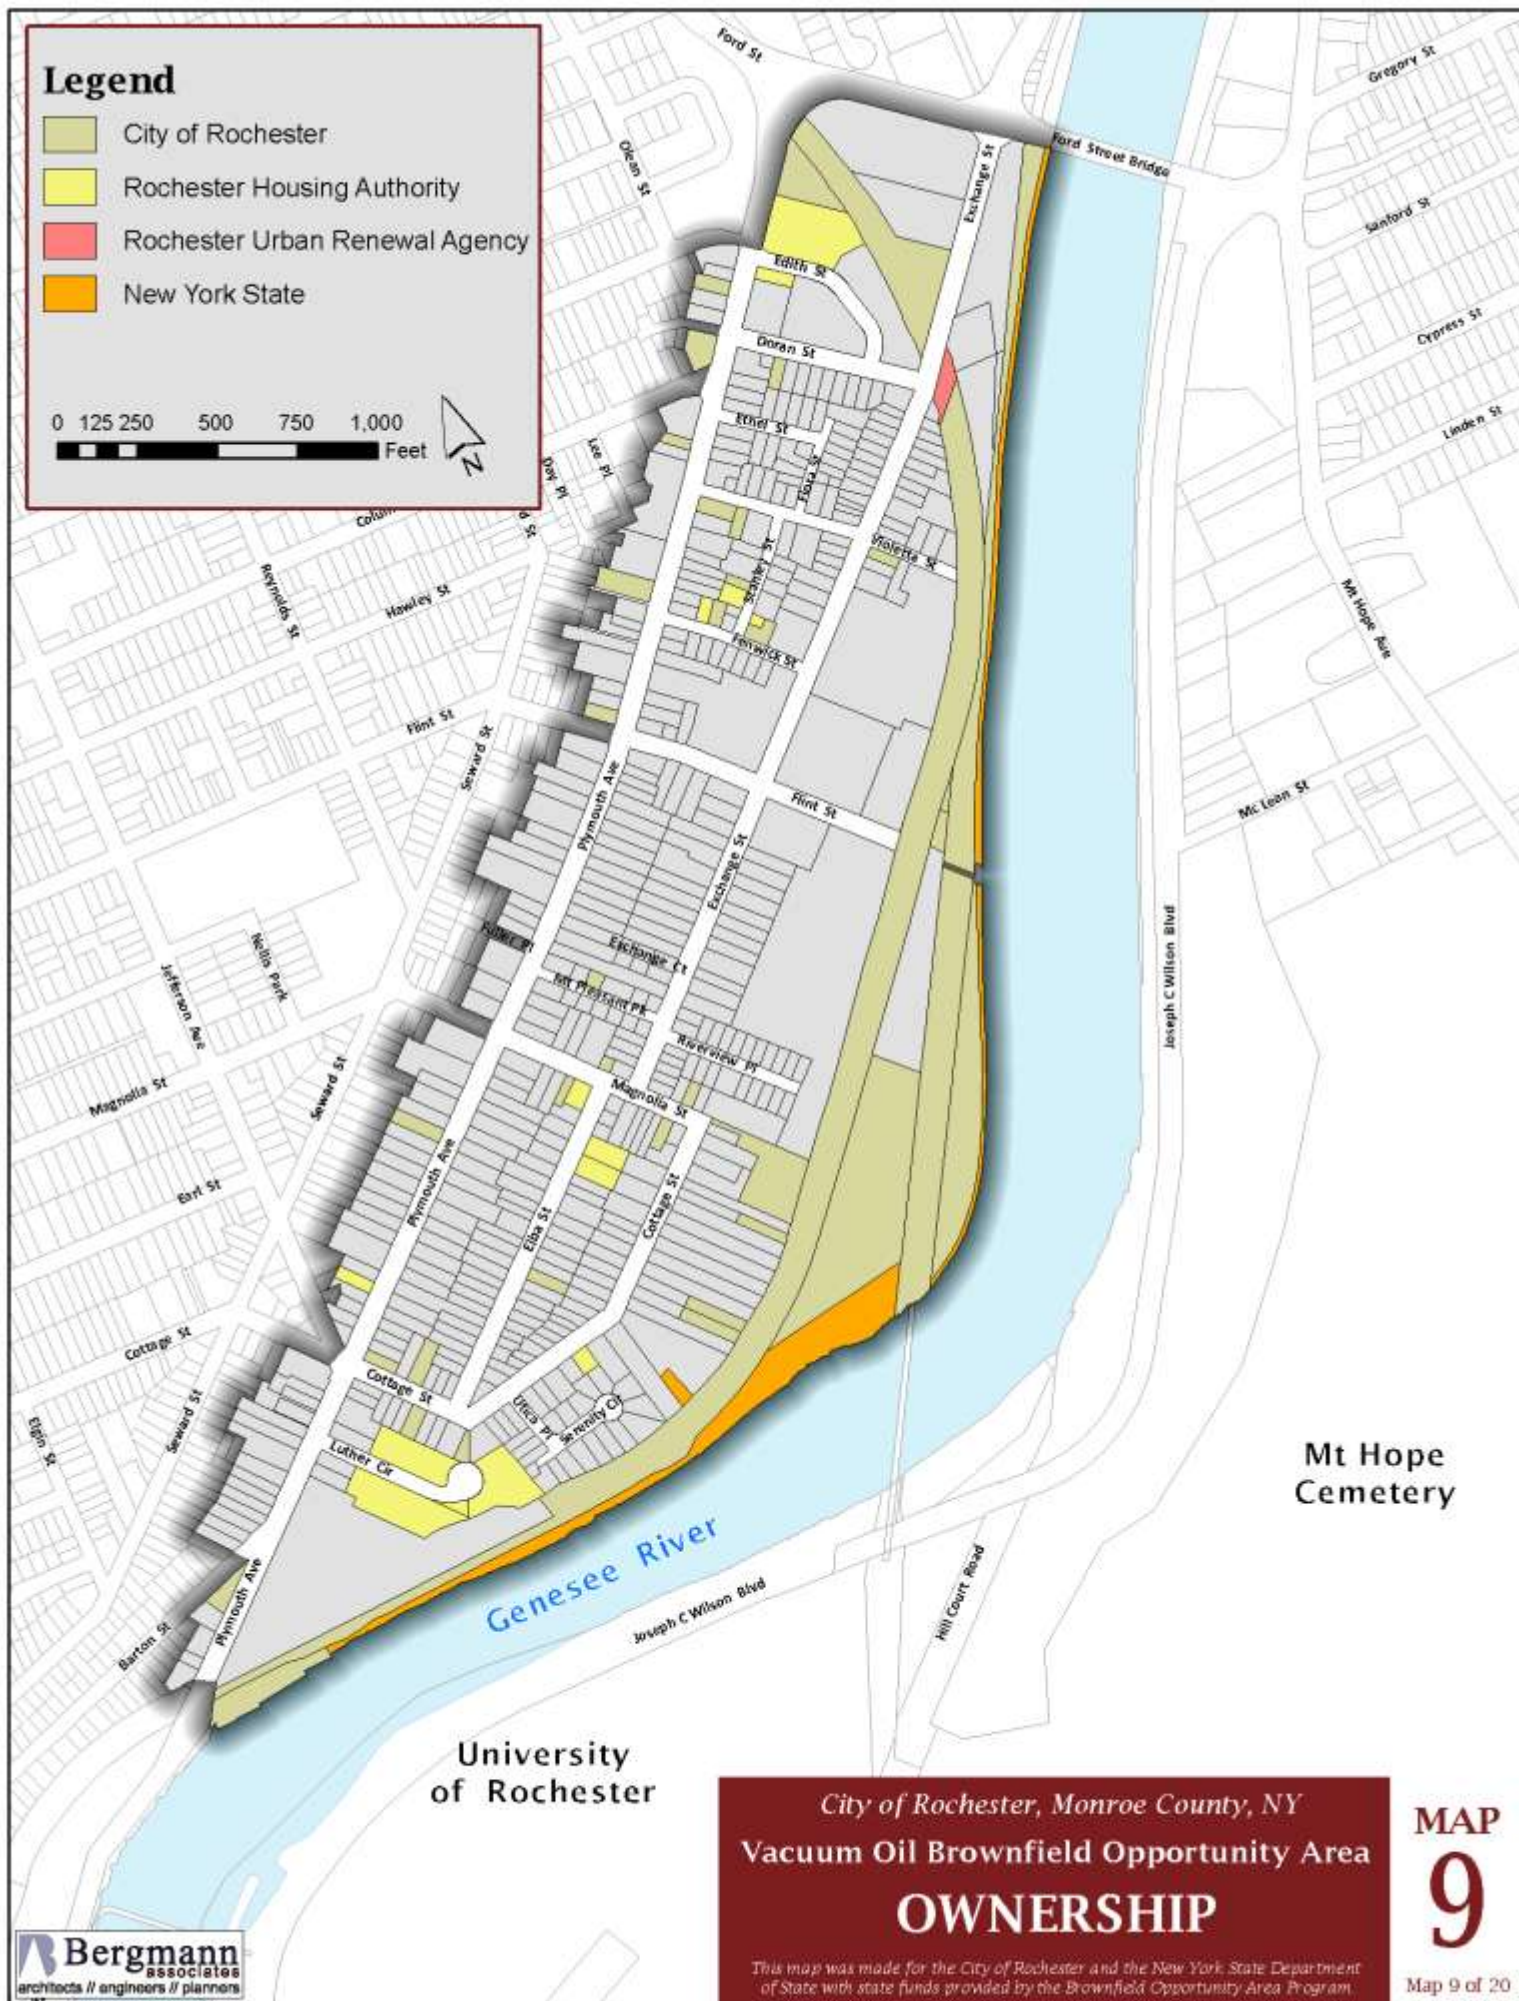 Legend
City of Rochester
Rochester Housing Authority
Rochester Urban Renewal Agency
New York State
0 125 250 500 750 1,000
Feet
N
Ford St
Gregory St
Ford Street Bridge
Olean St
Exchange St
Sanford St
Edith St
Cypress St
Doran St
Linden St
Ethel St
Lee Pl
Day Pl
Flora St
d St
Violetta St
Reynolds St
Hawley St
Stanley St
Mt Hope Ave
Fenwick St
Flint St
Seward St
Plymouth Ave
Flint St
Mc Lean St
Exchange St
Fuller Pl
Exchange Ct
Nellis Park
Jefferson Ave
Mt Pleasant Pk
Joseph C Wilson Blvd
Riverview Pl
Magnolia St
Magnolia St
Seward St
Earl St
Plymouth Ave
Elba St
Cottage St
Cottage St
Cottage St
Seward St
Elgin St
Utica Pl
Serenity Cir
Luther Cir
Mt Hope
Cemetery
Genesee River
Plymouth Ave
Barton St
Joseph C Wilson Blvd
Hill Court Road
University
of Rochester
City of Rochester, Monroe County, NY
Vacuum Oil Brownfield Opportunity Area
OWNERSHIP
This map was made for the City of Rochester and the New York State Department
of State with state funds provided by the Brownfield Opportunity Area Program.
MAP
9
Map 9 of 20
Bergmann
associates
architects // engineers // planners